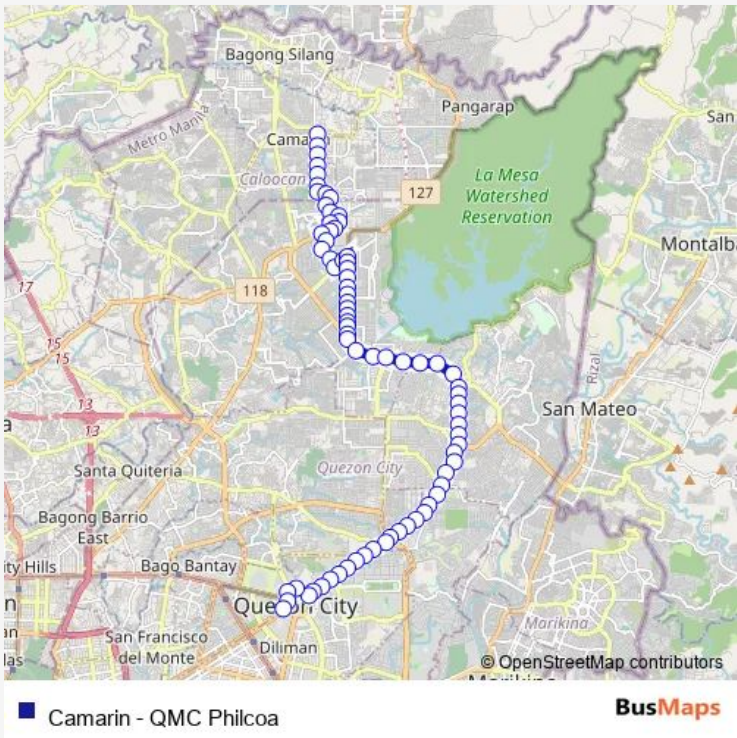 Bagong Silang
Pangarap
San
Metro Manila
Caloocan
127
La Mesa
Watershed
Reservation
Montalba
17
118
15
15
Rizal
13
13
San Mateo
Santa Quiteria
Quezon City
Bagong Barrio
East
ity Hills
Bago Bantay
Quezon City
San Francisco
del Monte
Diliman
Marikina
© OpenStreetMap contributors
Camarin - QMC Philcoa
BusMaps